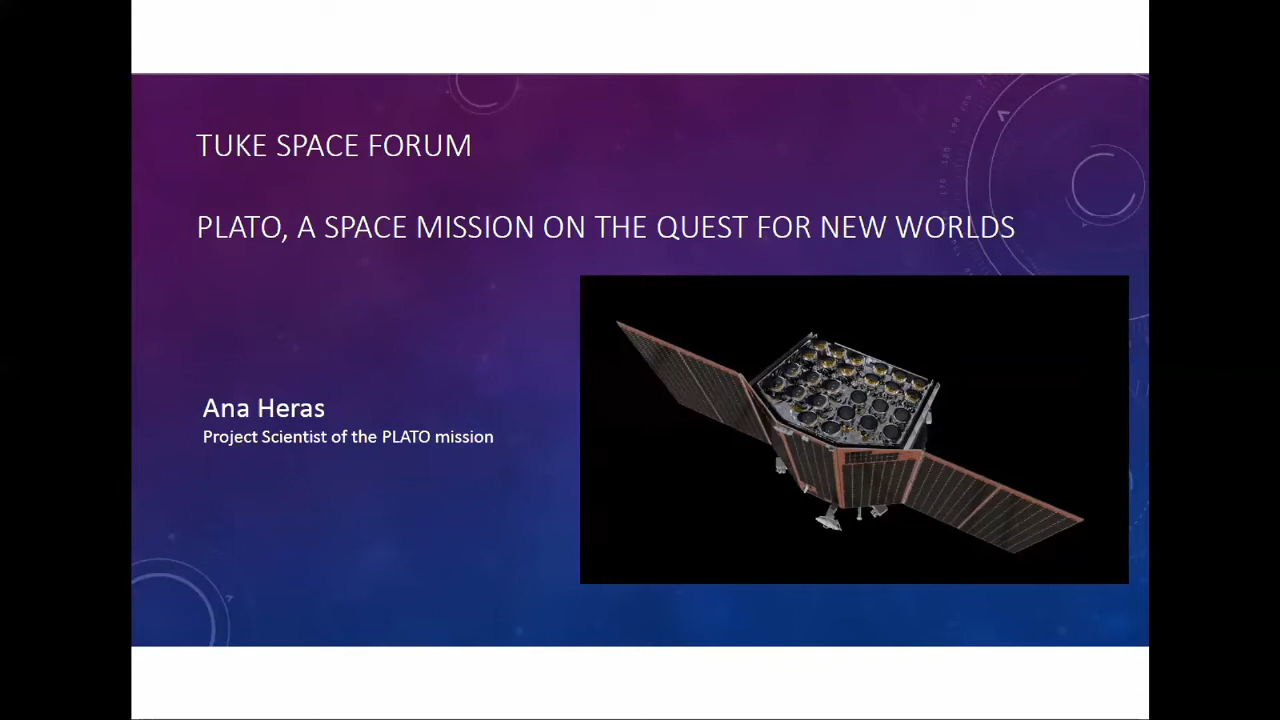 TUKE SPACE FORUM
PLATO, A SPACE MISSION ON THE QUEST FOR NEW WORLDS
Ana Heras
Project Scientist of the PLATO mission